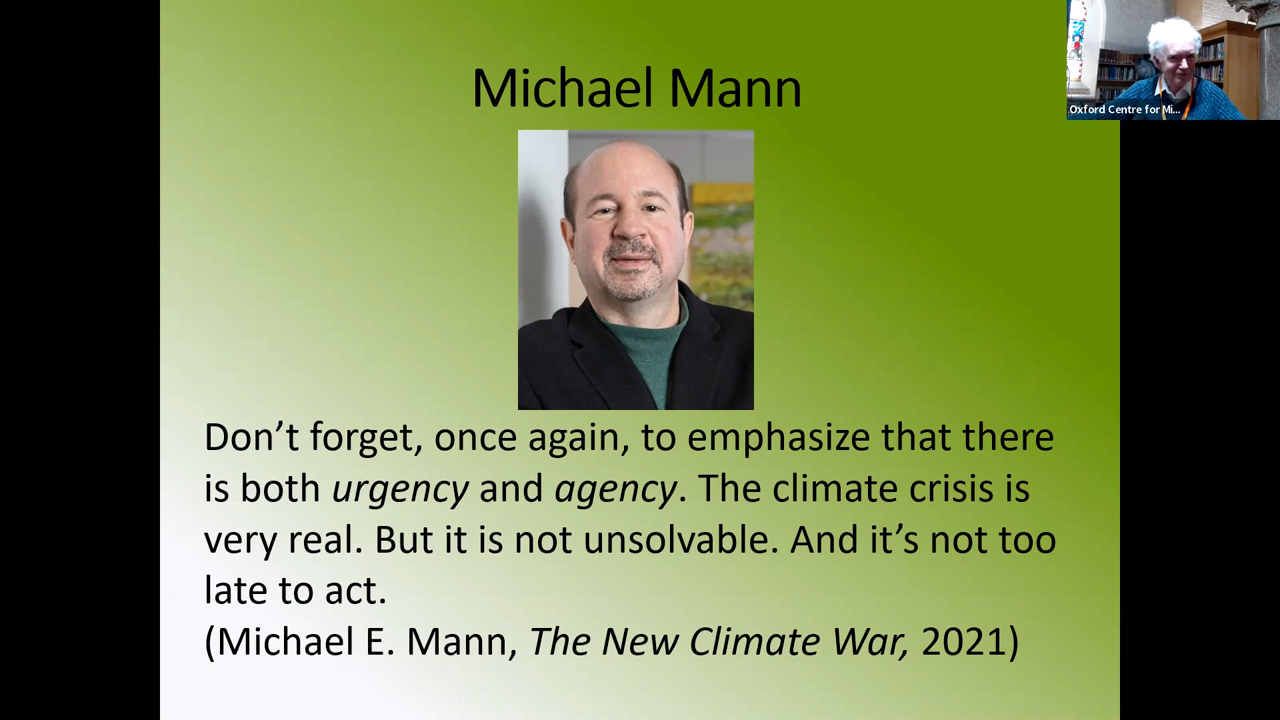 Michael Mann
Oxford Centre for Mi...
Don’t forget, once again, to emphasize that there
is both urgency and agency. The climate crisis is
very real. But it is not unsolvable. And it’s not too
late to act.
(Michael E. Mann, The New Climate War, 2021)